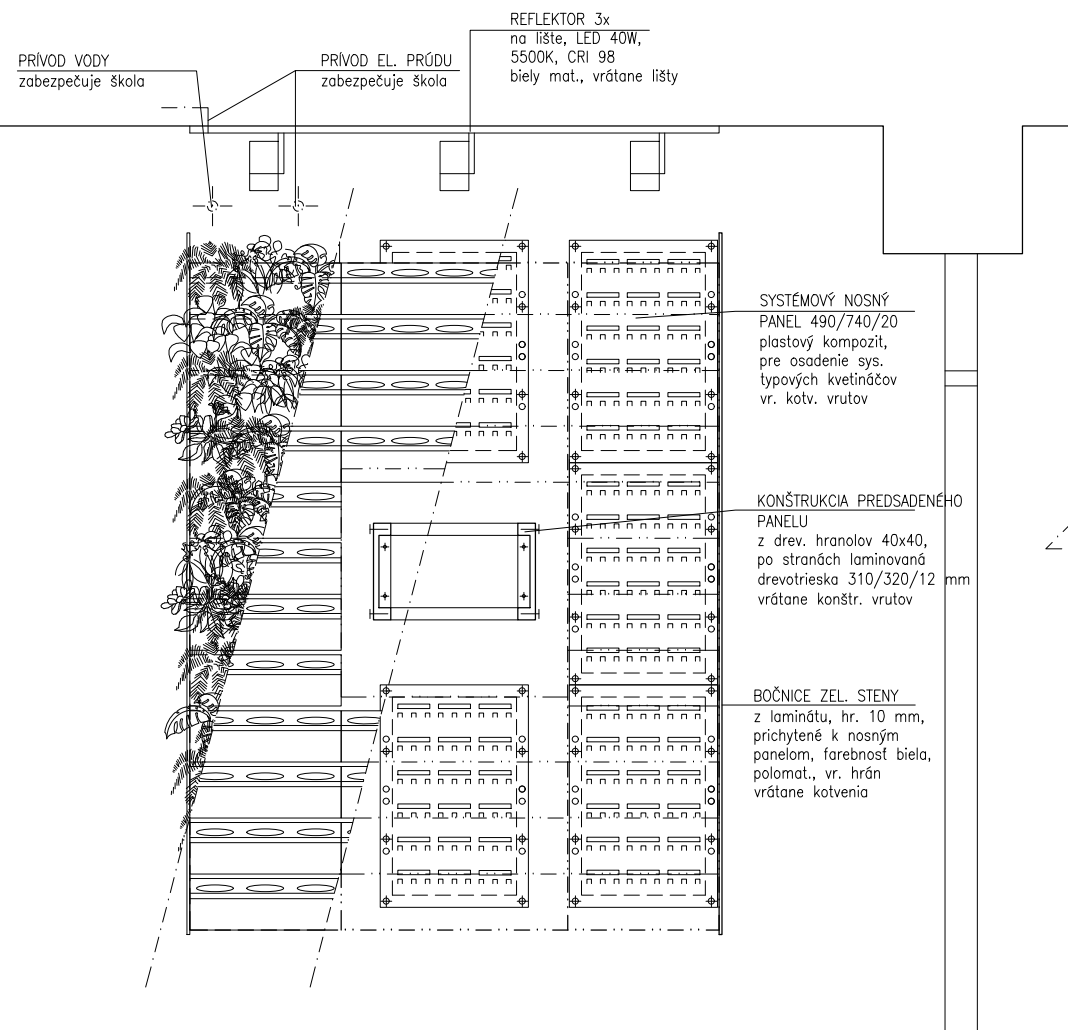 PRÍVOD VODY
zabezpečuje škola
PRÍVOD EL. PRÚDU
zabezpečuje škola
REFLEKTOR 3x
na lište, LED 40W,
5500K, CRI 98
biely mat., vrátane lišty
SYSTÉMOVÝ NOSNÝ
PANEL 490/740/20
plastový kompozit,
pre osadenie sys.
typových kvetináčov
vr. kotv. vrutov
KONŠTRUKCIA PREDSADENÉHO
PANELU
z drev. hranolov 40x40,
po stranách laminovaná
drevotrieska 310/320/12 mm
vrátane konštr. vrutov
BOČNICE ZEL. STENY
z laminátu, hr. 10 mm,
prichytené k nosným
panelom, farebnosť biela,
polomat., vr. hrán
vrátane kotvenia